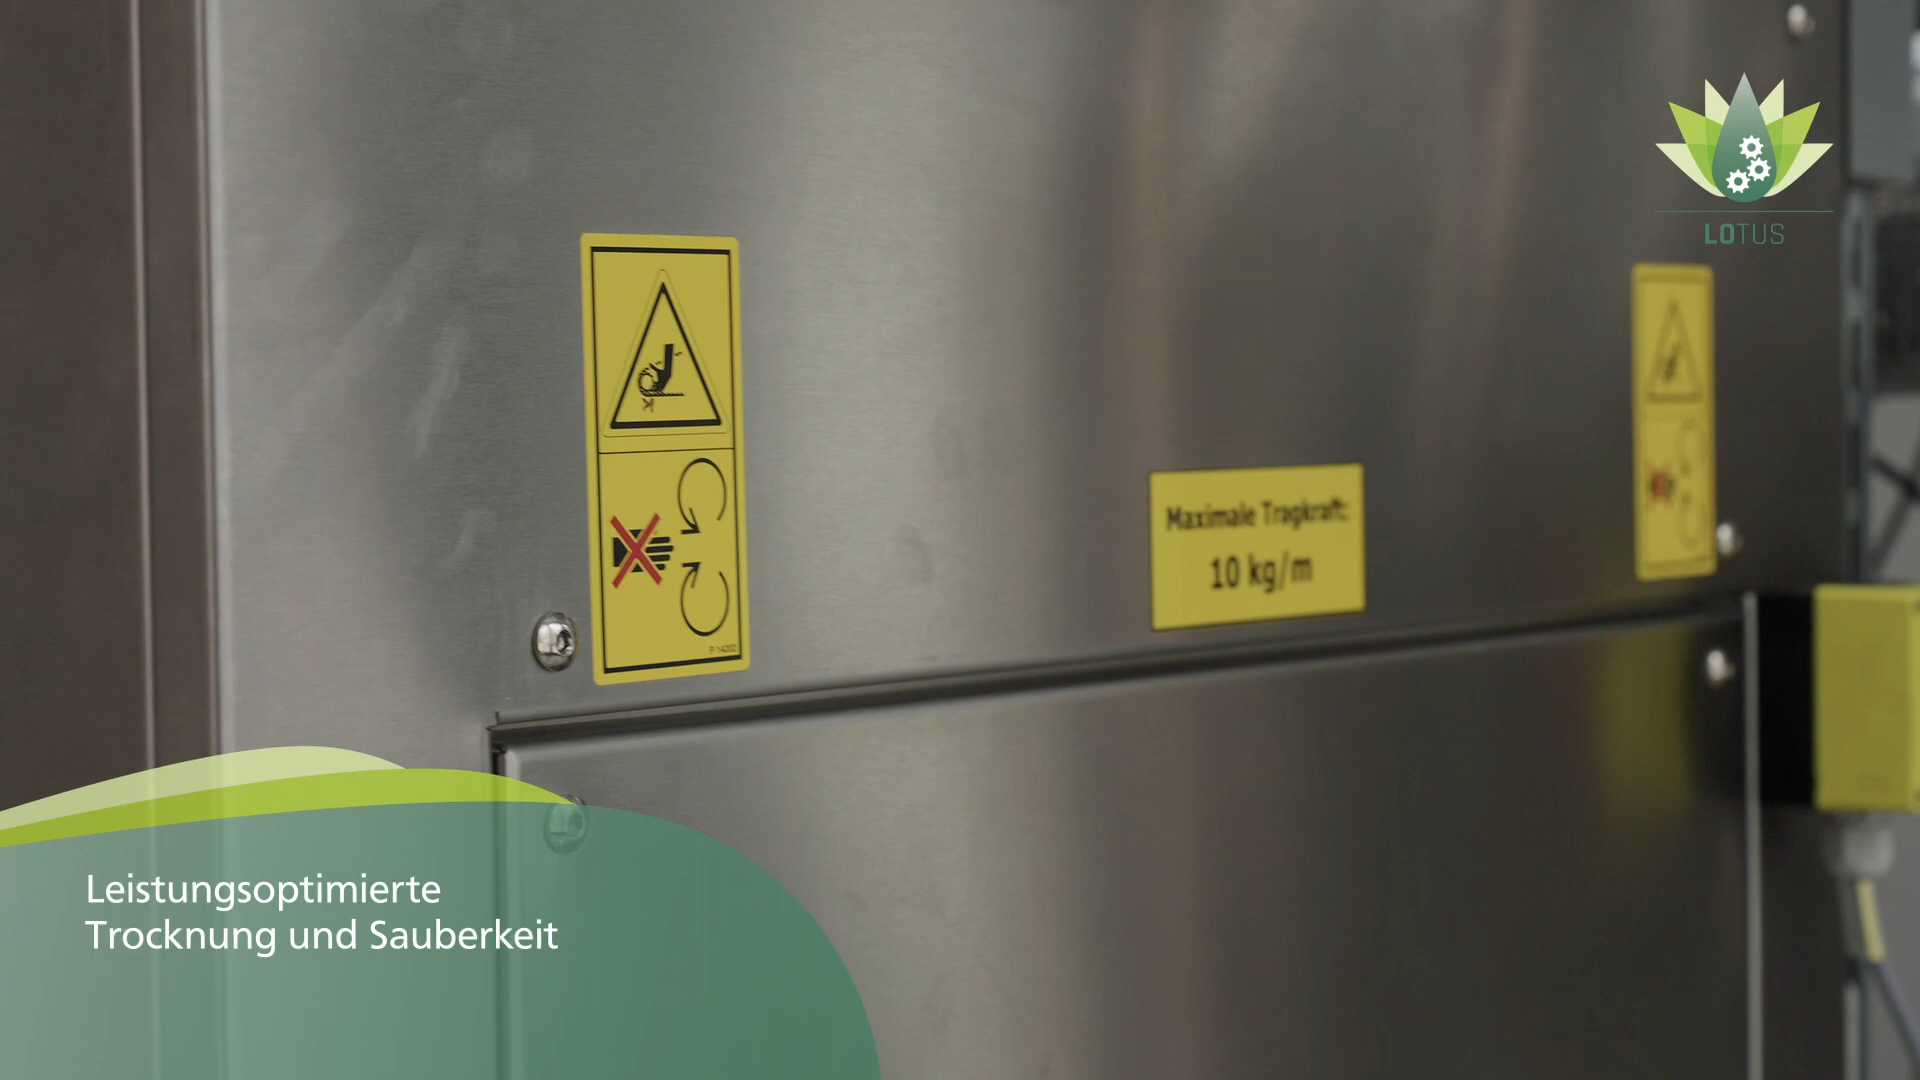 LOTUS
Maximale Tragkraft:
10 kg/m
Leistungsoptimierte
Trocknung und Sauberkeit